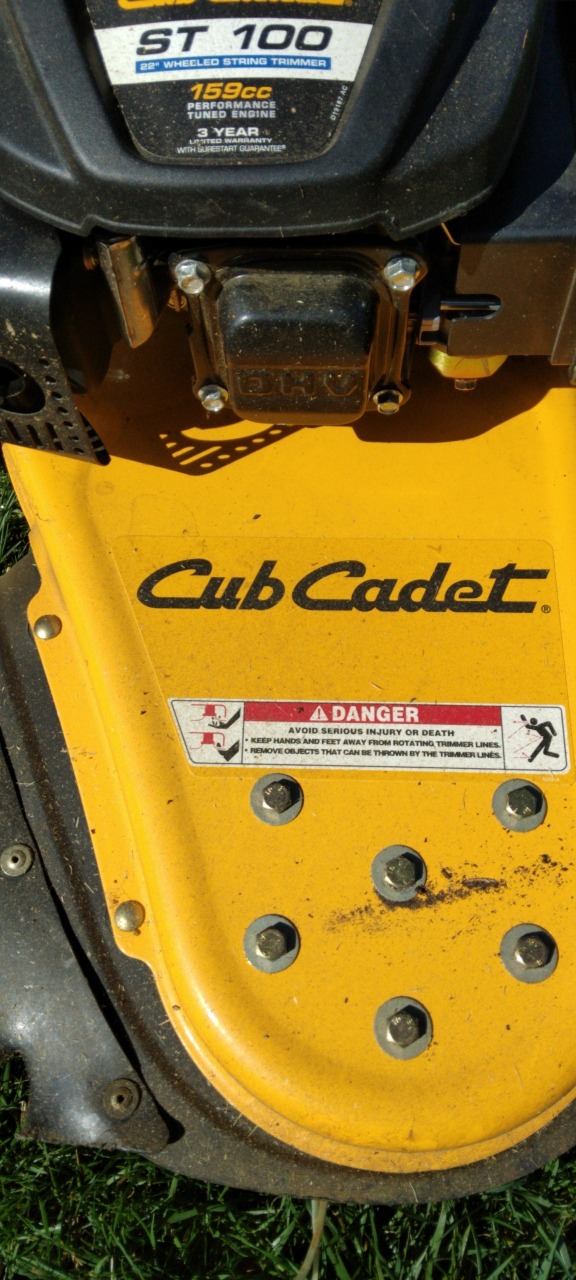 Cub Cadet®
ST 100
22" WHEELED STRING TRIMMER
159cc
PERFORMANCE
TUNED ENGINE
3 YEAR
LIMITED WARRANTY
WITH SURESTART GUARANTEE®
OHV
Cub Cadet®
DANGER
AVOID SERIOUS INJURY OR DEATH
• KEEP HANDS AND FEET AWAY FROM ROTATING TRIMMER LINES.
• REMOVE OBJECTS THAT CAN BE THROWN BY THE TRIMMER LINES.